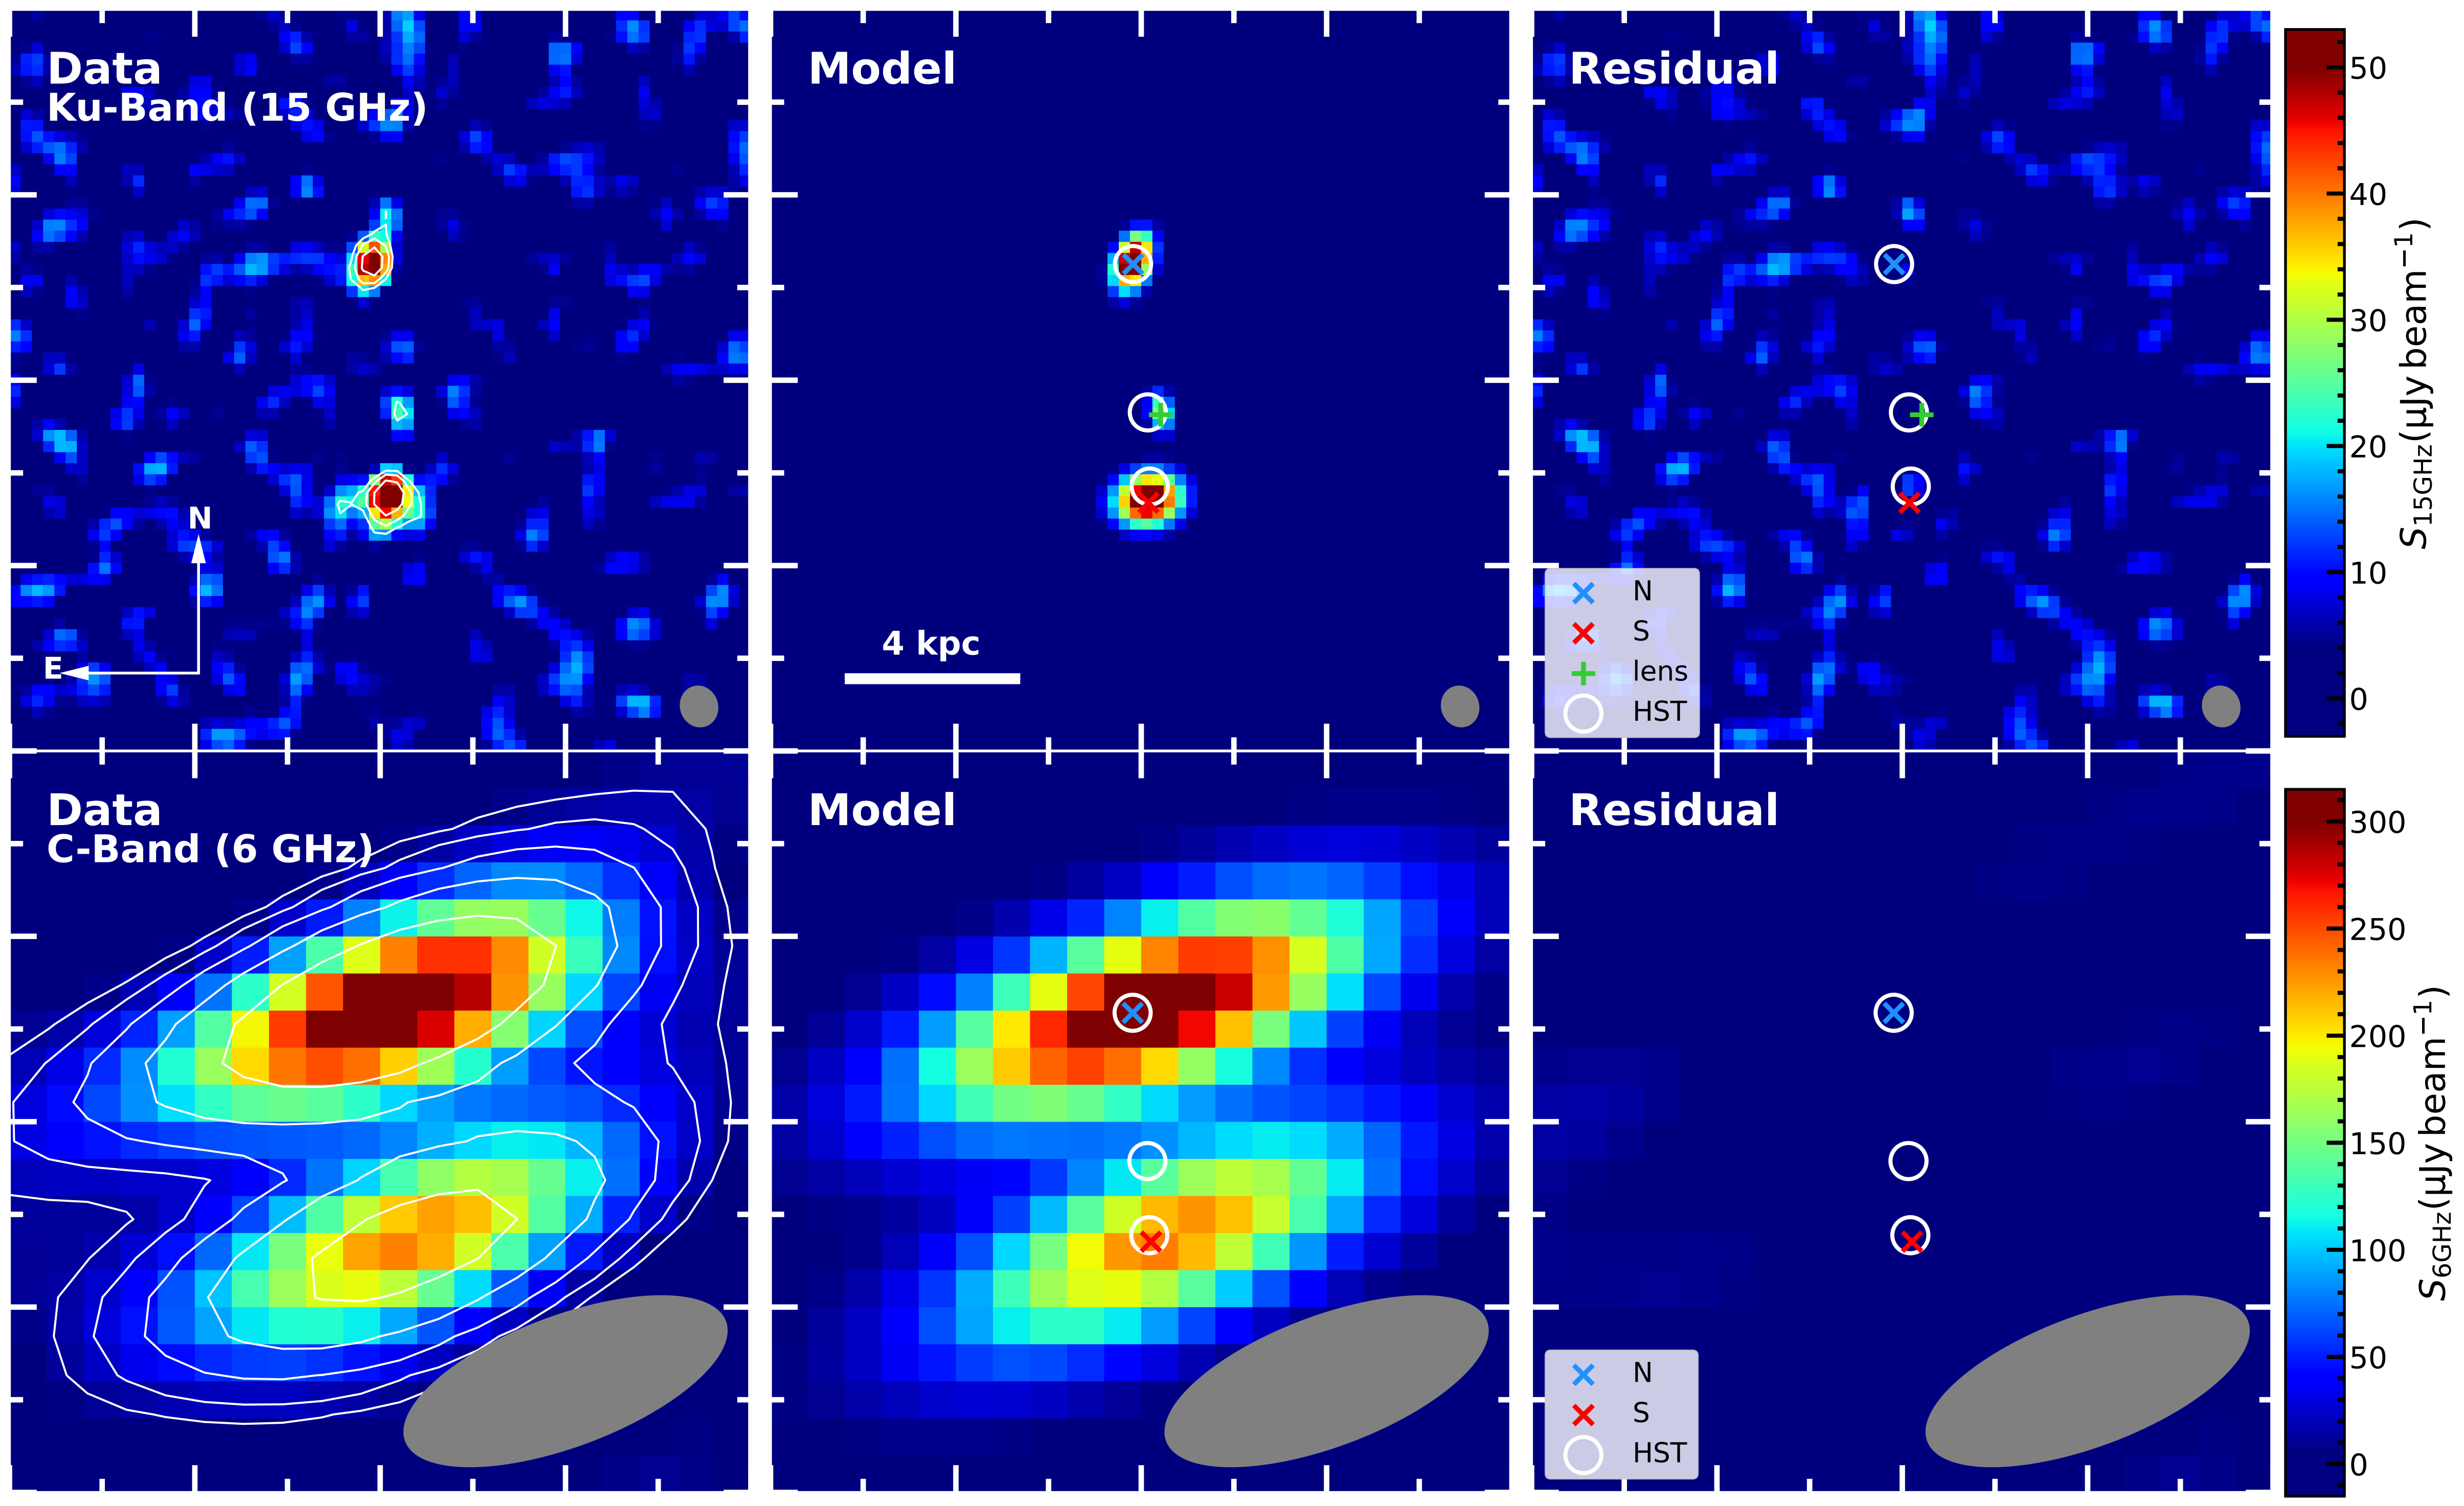 Data
Ku-Band (15 GHz)
N
E
Model
4 kpc
Residual
N
S
lens
HST
50
40
30
20
10
0
S15GHz(μJy beam−1)
Data
C-Band (6 GHz)
Model
Residual
N
S
HST
300
250
200
150
100
50
0
S6GHz(μJy beam−1)